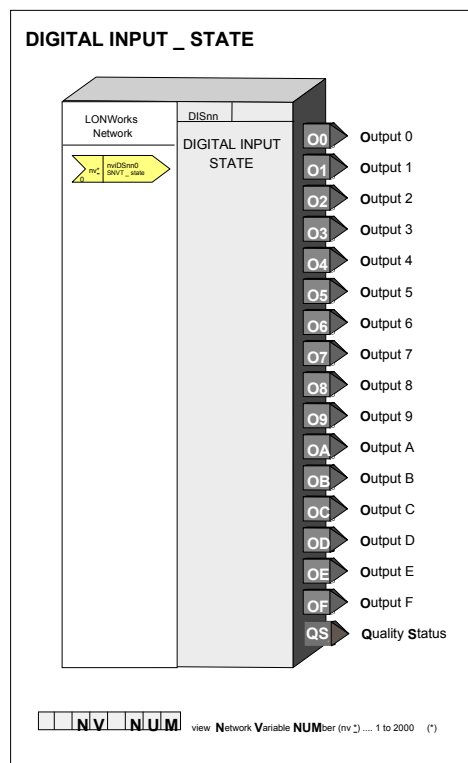 DIGITAL INPUT _ STATE
LONWorks
Network
DISnn
DIGITAL INPUT
STATE
nv*
nviDSnn0
SNVT _ state
0
O0 Output 0
O1 Output 1
O2 Output 2
O3 Output 3
O4 Output 4
O5 Output 5
O6 Output 6
O7 Output 7
O8 Output 8
O9 Output 9
OA Output A
OB Output B
OC Output C
OD Output D
OE Output E
OF Output F
QS Quality Status
NV NUM view Network Variable NUMber (nv *) .... 1 to 2000 (*)